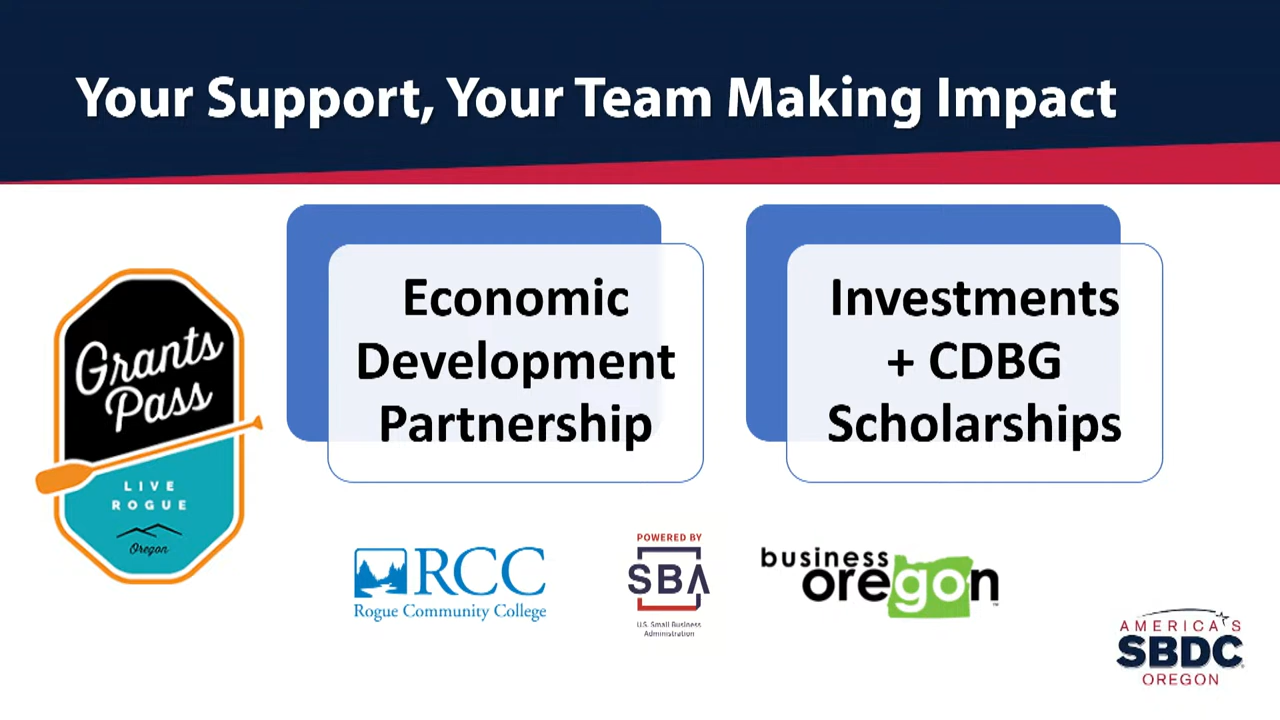 Your Support, Your Team Making Impact
Economic
Development
Partnership
Investments
+ CDBG
Scholarships
Grants
Pass
LIVE
ROGUE
Oregon
RCC
Rogue Community College
POWERED BY
SBA
U.S. Small Business
Administration
business
oregon
™
AMERICA'S
SBDC
OREGON